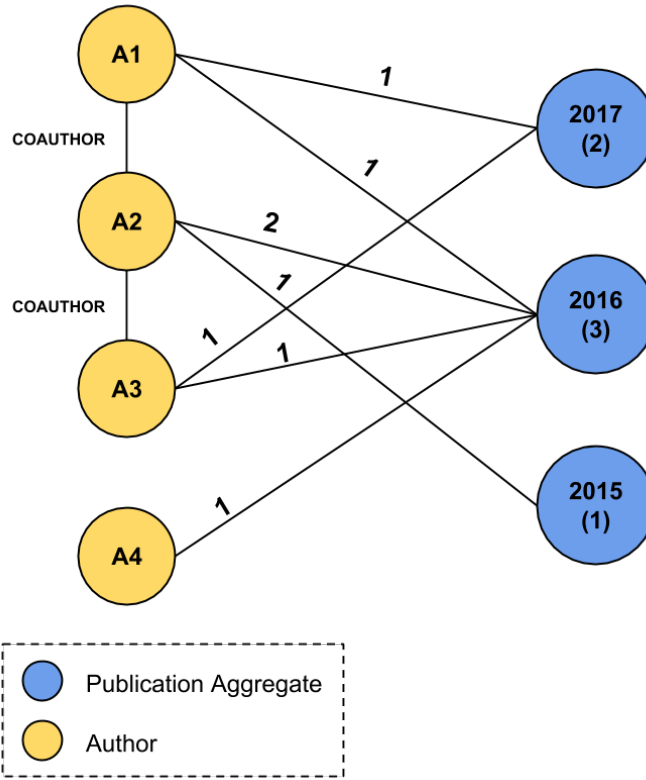 A1
1
2017
(2)
COAUTHOR
1
A2
2
COAUTHOR
1
2016
(3)
1
1
A3
2015
(1)
1
A4
Publication Aggregate
Author